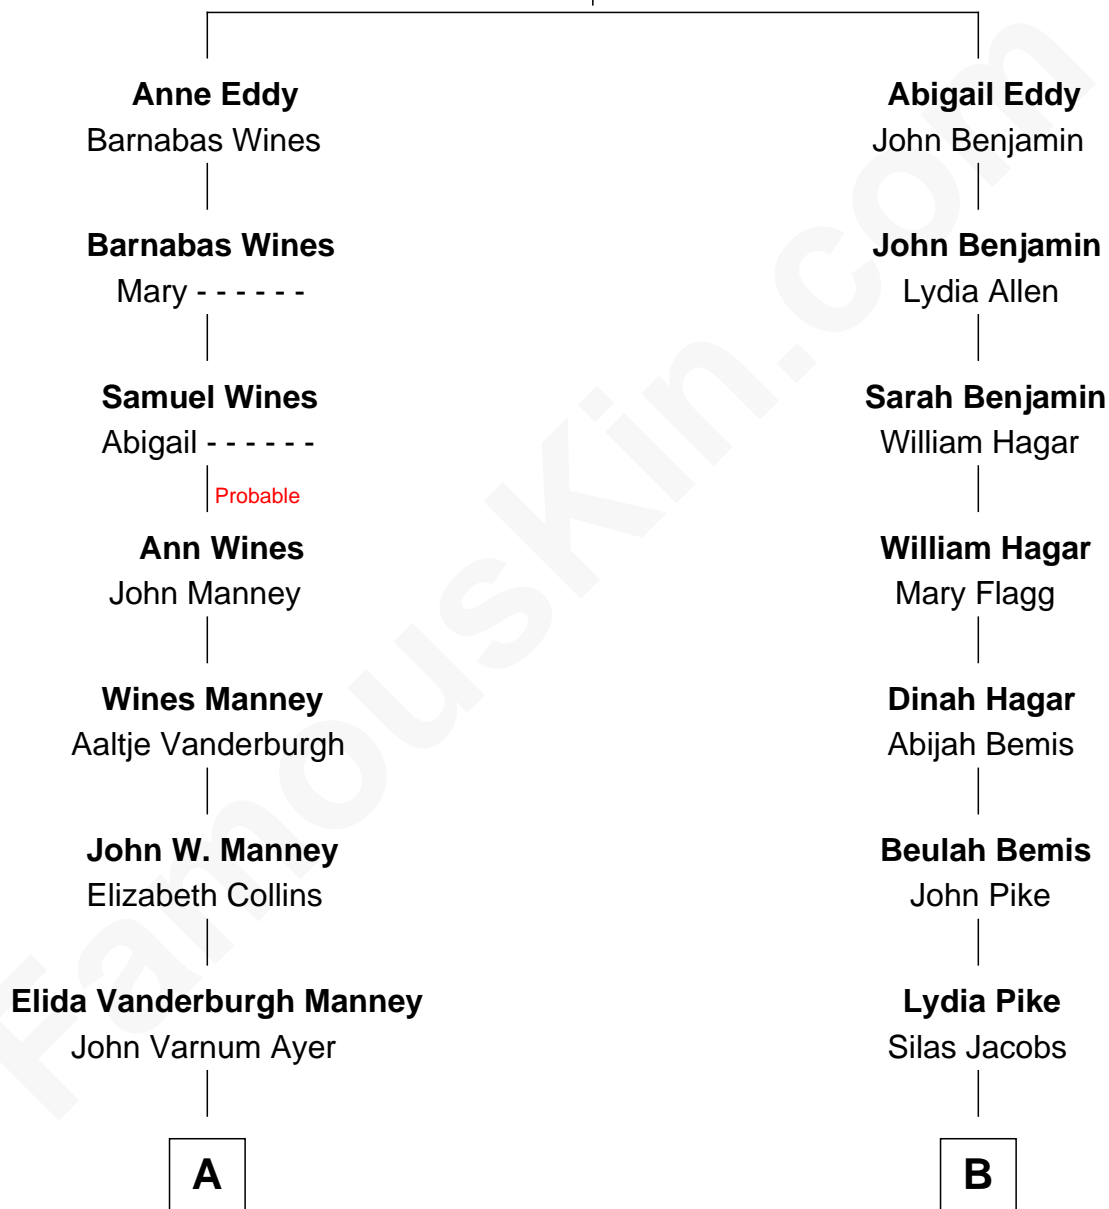 Anne Eddy
Barnabas Wines
Barnabas Wines
Mary - - - - - -
Samuel Wines
Abigail - - - - - -
Probable
Ann Wines
John Manney
Wines Manney
Aaltje Vanderburgh
John W. Manney
Elizabeth Collins
Elida Vanderburgh Manney
John Varnum Ayer
A
Abigail Eddy
John Benjamin
John Benjamin
Lydia Allen
Sarah Benjamin
William Hagar
William Hagar
Mary Flagg
Dinah Hagar
Abijah Bemis
Beulah Bemis
John Pike
Lydia Pike
Silas Jacobs
B
FamousKin.com